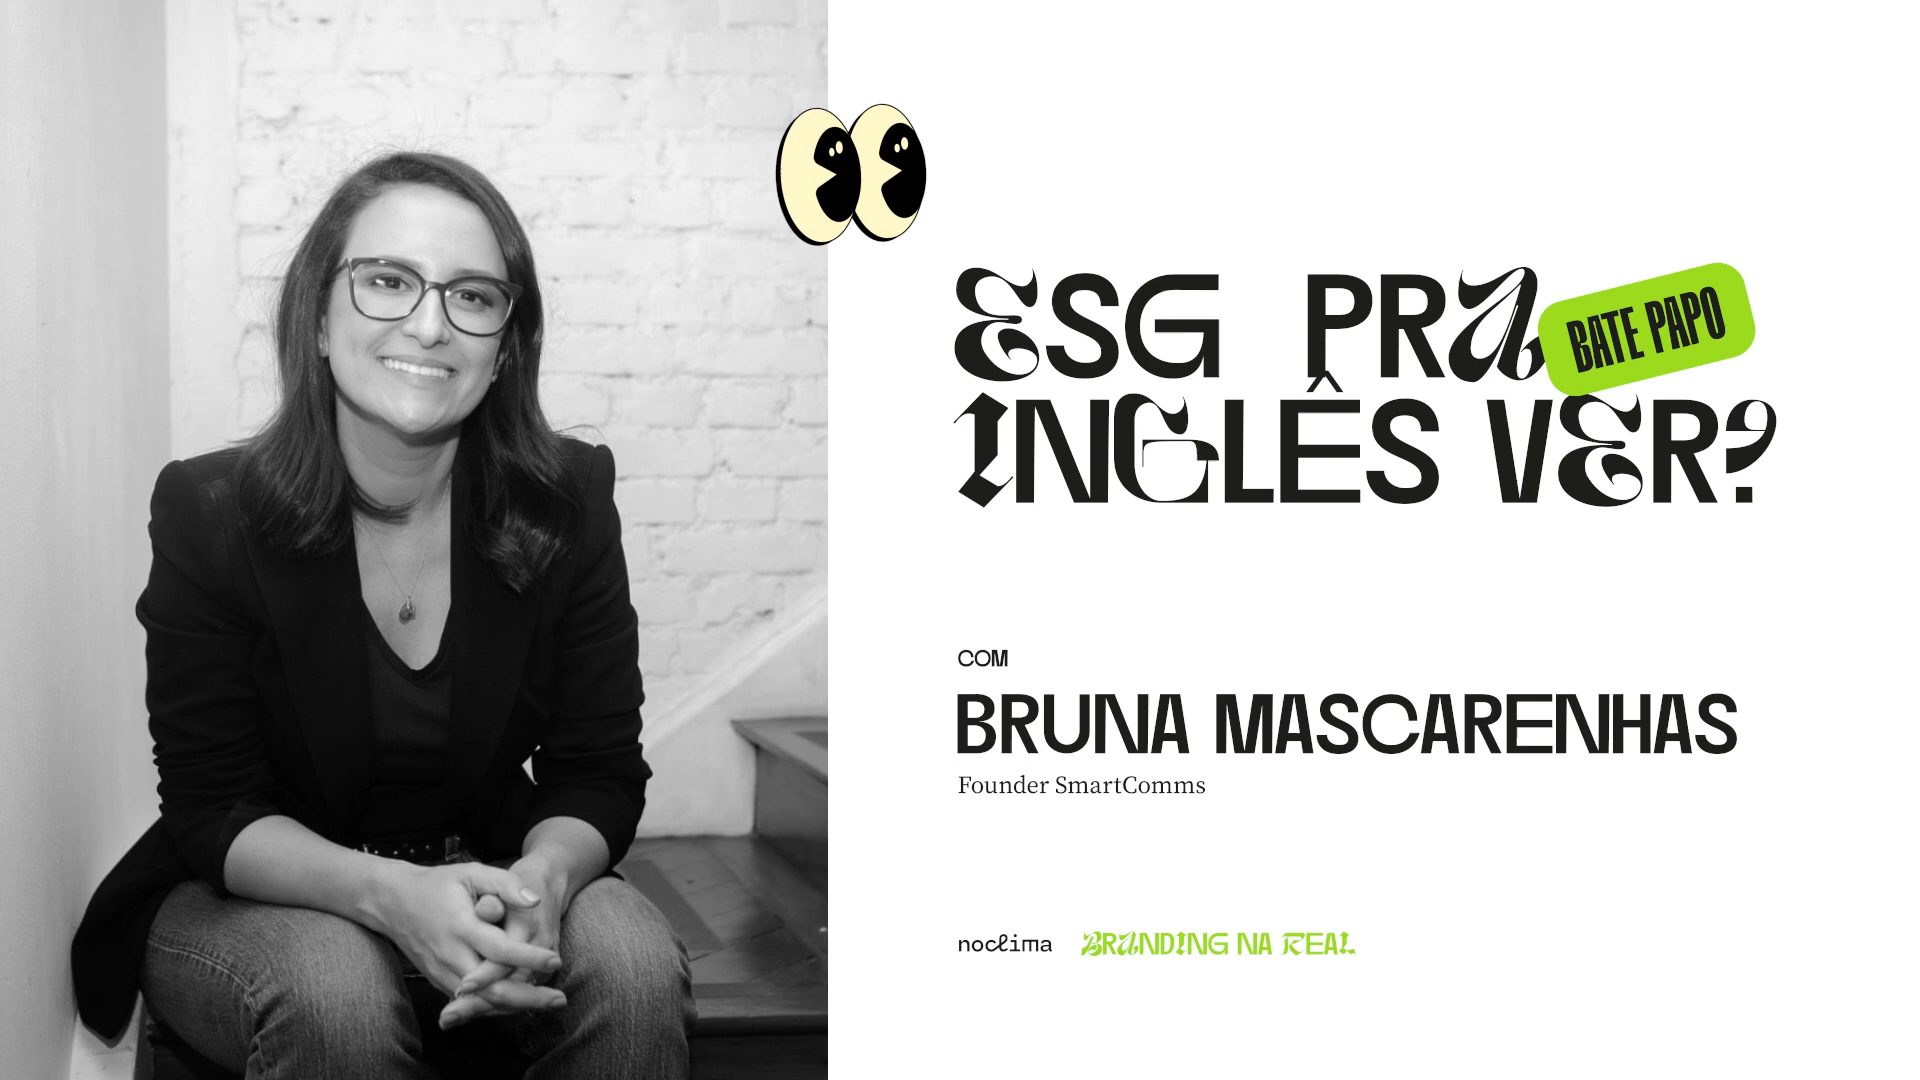 ESG PRA
BATE PAPO
INGLÊS VER?
COM
BRUNA MASCARENHAS
Founder SmartComms
noclima
BRANDING NA REAL